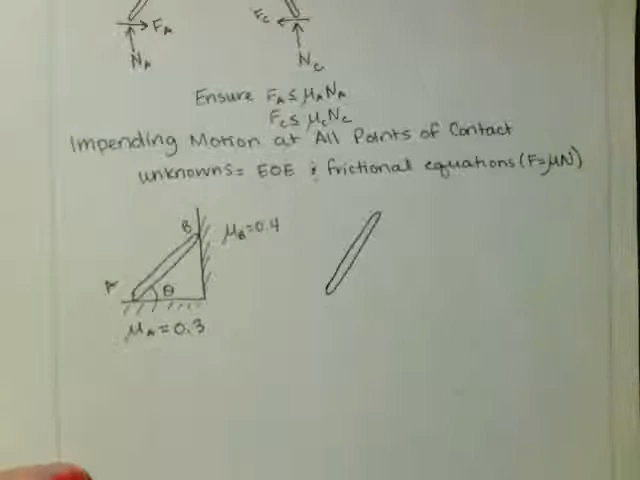 F_A F_C
N_A N_C
Ensure F_A ≤ μ_A N_A
F_C ≤ μ_C N_C
Impending Motion at All Points of Contact
unknowns = EOE & frictional equations (F=μN)
B μ_B=0.4
A θ
μ_A=0.3